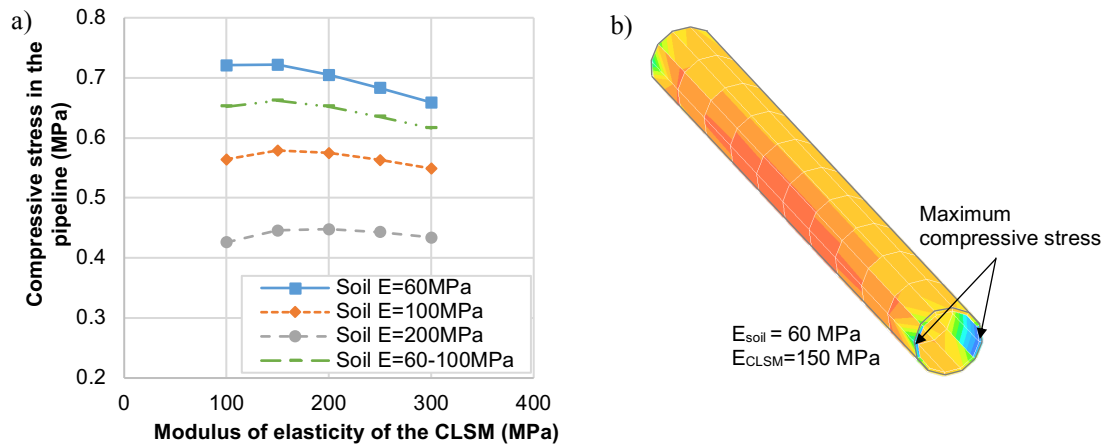 a)
Compressive stress in the
pipeline (MPa)
0.8
0.7
0.6
0.5
0.4
0.3
0.2
0
100
200
300
400
Modulus of elasticity of the CLSM (MPa)
Soil E=60MPa
Soil E=100MPa
Soil E=200MPa
Soil E=60-100MPa
b)
Maximum
compressive stress
Esoil = 60 MPa
ECLSM=150 MPa